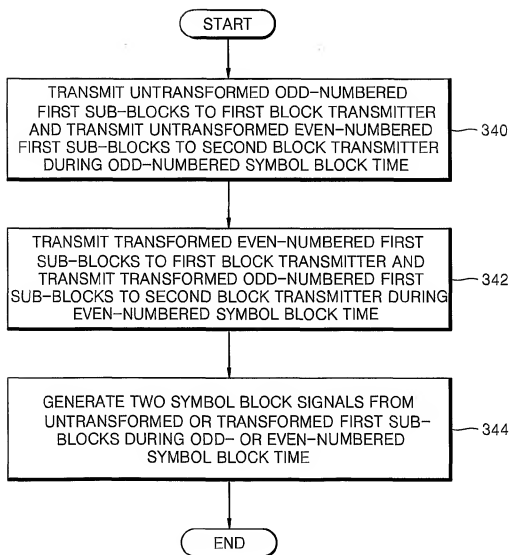 START
TRANSMIT UNTRANSFORMED ODD-NUMBERED
FIRST SUB-BLOCKS TO FIRST BLOCK TRANSMITTER
AND TRANSMIT UNTRANSFORMED EVEN-NUMBERED
FIRST SUB-BLOCKS TO SECOND BLOCK TRANSMITTER
DURING ODD-NUMBERED SYMBOL BLOCK TIME
340
TRANSMIT TRANSFORMED EVEN-NUMBERED FIRST
SUB-BLOCKS TO FIRST BLOCK TRANSMITTER AND
TRANSMIT TRANSFORMED ODD-NUMBERED FIRST
SUB-BLOCKS TO SECOND BLOCK TRANSMITTER DURING
EVEN-NUMBERED SYMBOL BLOCK TIME
342
GENERATE TWO SYMBOL BLOCK SIGNALS FROM
UNTRANSFORMED OR TRANSFORMED FIRST SUB-
BLOCKS DURING ODD- OR EVEN-NUMBERED
SYMBOL BLOCK TIME
344
END